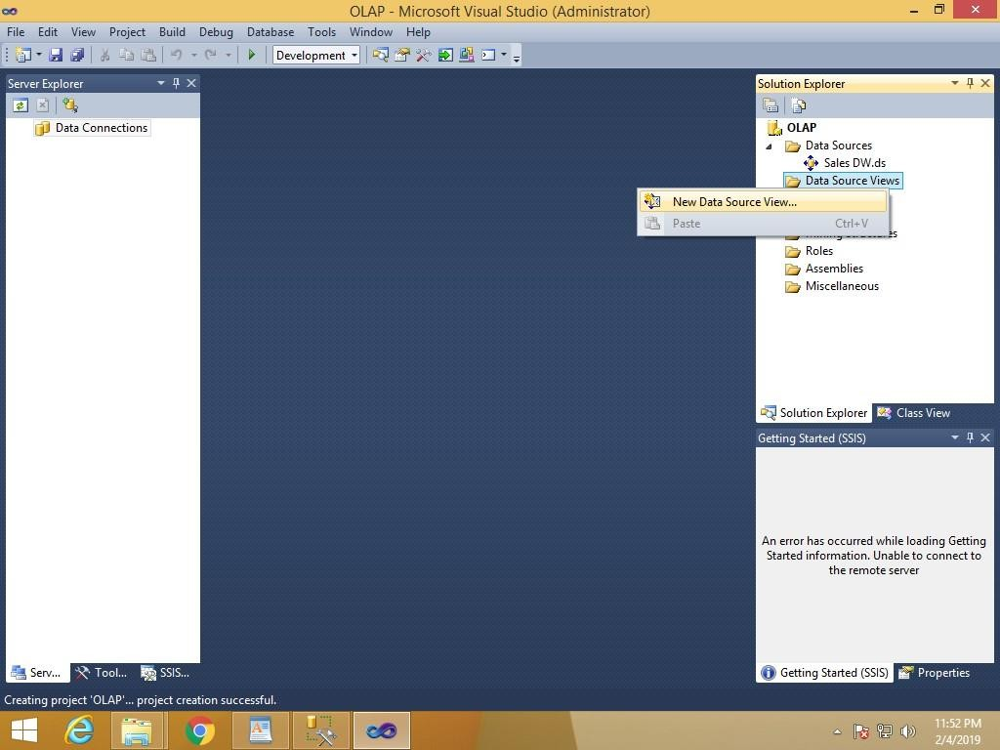 OLAP - Microsoft Visual Studio (Administrator)
File Edit View Project Build Debug Database Tools Window Help
Development
Server Explorer
Data Connections
Solution Explorer
OLAP
Data Sources
Sales DW.ds
Data Source Views
New Data Source View...
Paste Ctrl+V
Mining Structures
Roles
Assemblies
Miscellaneous
Solution Explorer Class View
Getting Started (SSIS)
An error has occurred while loading Getting
Started information. Unable to connect to
the remote server
Serv... Tool... SSIS...
Getting Started (SSIS) Properties
Creating project 'OLAP'... project creation successful.
11:52 PM
2/4/2019